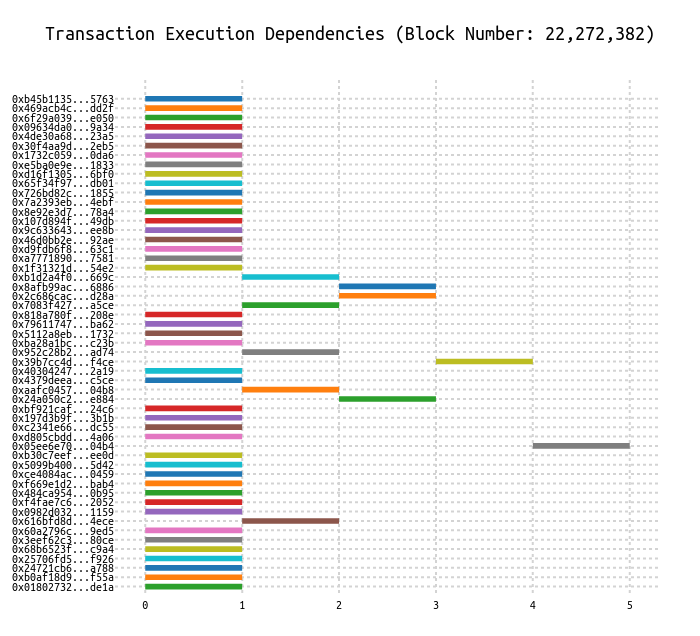 Transaction Execution Dependencies (Block Number: 22,272,382)
0xb45b1135...5763
0x469acb4c...dd2f
0x6f29a039...e050
0x09634da0...9a34
0x4de30a68...23a5
0x30f4aa9d...2eb5
0x1732c059...0da6
0xe5ba0e9e...1833
0xd16f1305...6bf0
0x65f34f97...db01
0x726bd82c...1855
0x7a2393eb...4ebf
0x8e92e3d7...78a4
0x107d894f...49db
0x9c633643...ee8b
0x46d0bb2e...92ae
0xd9fdb6f8...63c1
0xa7771890...7581
0x1f31321d...54e2
0xb1d2a4f0...669c
0x8afb99ac...6886
0x2c686cac...d28a
0x7083f427...a5ce
0x818a780f...208e
0x79611747...ba62
0x5112a8eb...1732
0xba28a1bc...c23b
0x952c28b2...ad74
0x39b7cc4d...f4ce
0x40304247...2a19
0x4379deea...c5ce
0xaafc0457...04b8
0x24a050c2...e884
0xbf921caf...24c6
0x197d3b9f...3b1b
0xc2341e66...dc55
0xd805cbdd...4a06
0x05ee6e70...04b4
0xb30c7eef...ee0d
0x5099b400...5d42
0xce4084ac...0459
0xf669e1d2...bab4
0x484ca954...0b95
0xf4fae7c6...2052
0x0982d032...1159
0x616bfd8d...4ece
0x60a2796c...9ed5
0x3eef62c3...80ce
0x68b6523f...c9a4
0x25706fd5...f926
0x24721cb6...a788
0xb0af18d9...f55a
0x01802732...de1a
0 1 2 3 4 5